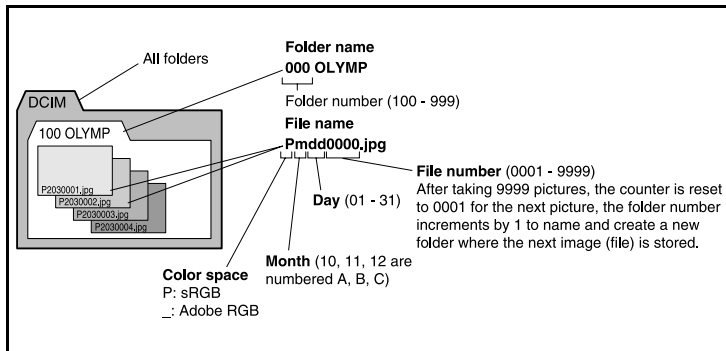 All folders
DCIM
100 OLYMP
P2030001.jpg
P2030002.jpg
P2030003.jpg
P2030004.jpg
Folder name
000 OLYMP
Folder number (100 - 999)
File name
Pmdd0000.jpg
File number (0001 - 9999)
After taking 9999 pictures, the counter is reset
to 0001 for the next picture, the folder number
increments by 1 to name and create a new
folder where the next image (file) is stored.
Day (01 - 31)
Month (10, 11, 12 are
numbered A, B, C)
Color space
P: sRGB
_: Adobe RGB